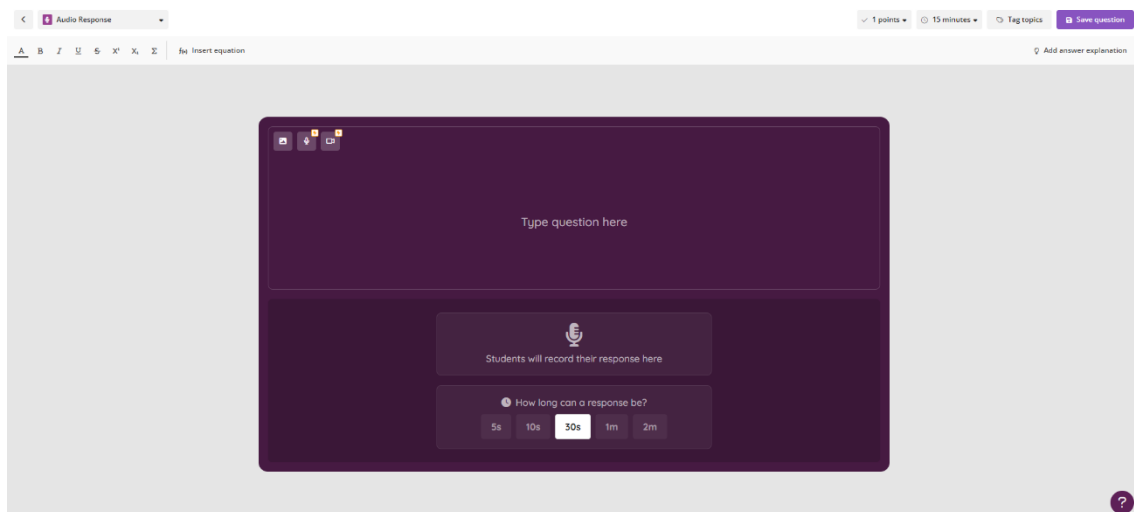 Audio Response
1 points
15 minutes
Tag topics
Save question
A B I U S X² X₂ Σ f(x) Insert equation
Add answer explanation
Type question here
Students will record their response here
How long can a response be?
5s 10s 30s 1m 2m
?